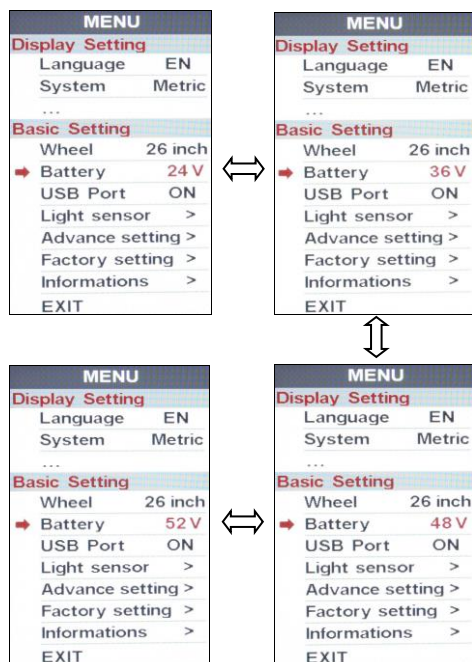 MENU
Display Setting
Language EN
System Metric
...
Basic Setting
Wheel 26 inch
Battery 24 V
USB Port ON
Light sensor >
Advance setting >
Factory setting >
Informations >
EXIT
MENU
Display Setting
Language EN
System Metric
...
Basic Setting
Wheel 26 inch
Battery 36 V
USB Port ON
Light sensor >
Advance setting >
Factory setting >
Informations >
EXIT
MENU
Display Setting
Language EN
System Metric
...
Basic Setting
Wheel 26 inch
Battery 52 V
USB Port ON
Light sensor >
Advance setting >
Factory setting >
Informations >
EXIT
MENU
Display Setting
Language EN
System Metric
...
Basic Setting
Wheel 26 inch
Battery 48 V
USB Port ON
Light sensor >
Advance setting >
Factory setting >
Informations >
EXIT